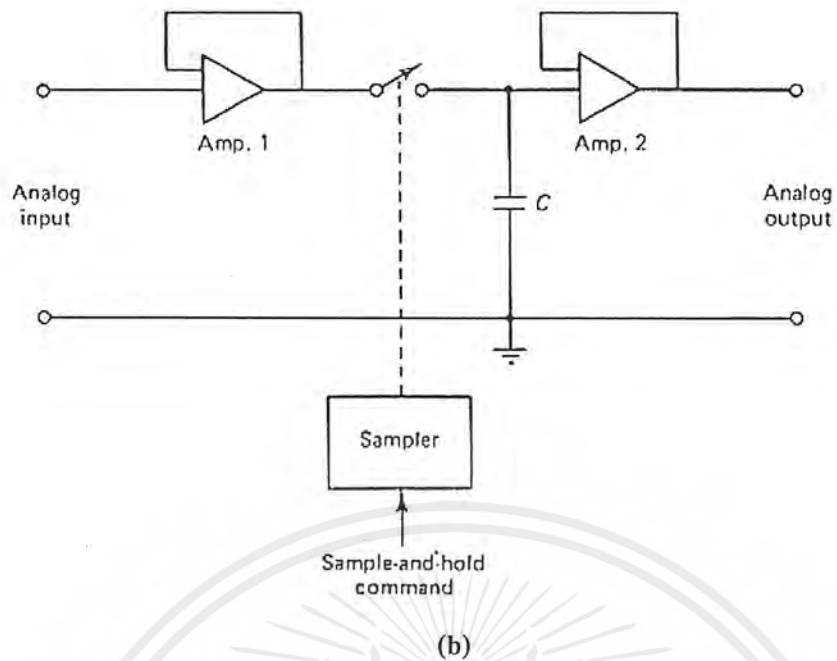 Amp. 1
Amp. 2
Analog
input
C
Analog
output
Sampler
Sample-and-hold
command
(b)